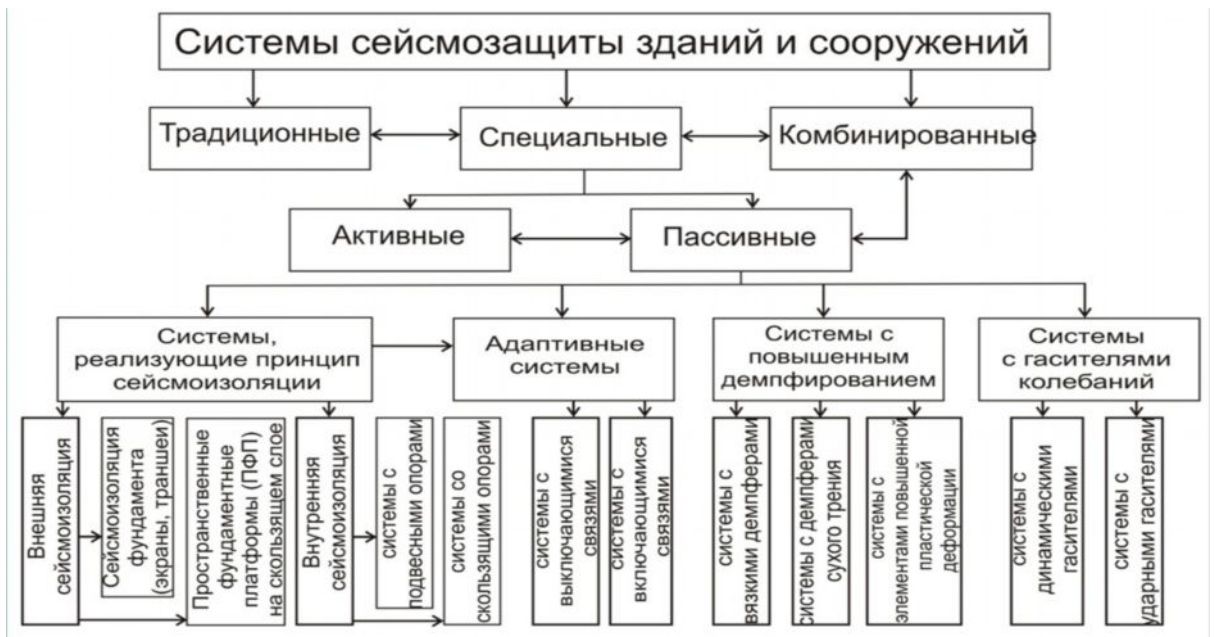 Системы сейсмозащиты зданий и сооружений
Традиционные
Специальные
Комбинированные
Активные
Пассивные
Системы,
реализующие принцип
сейсмоизоляции
Адаптивные
системы
Системы с
повышенным
демпфированием
Системы
с гасителями
колебаний
Внешняя
сейсмоизоляция
Сейсмоизоляция
фундамента
(экраны, траншеи)
Пространственные
фундаментные
платформы (ПФП)
на скользящем слое
Внутренняя
сейсмоизоляция
системы с
подвесными опорами
системы со
скользящими опорами
системы с
выключающимися
связями
системы с
включающимися
связями
системы с
вязкими демпферами
системы с демпферами
сухого трения
системы с
элементами повышенной
пластической
деформации
системы с
динамическими
гасителями
системы с
ударными гасителями